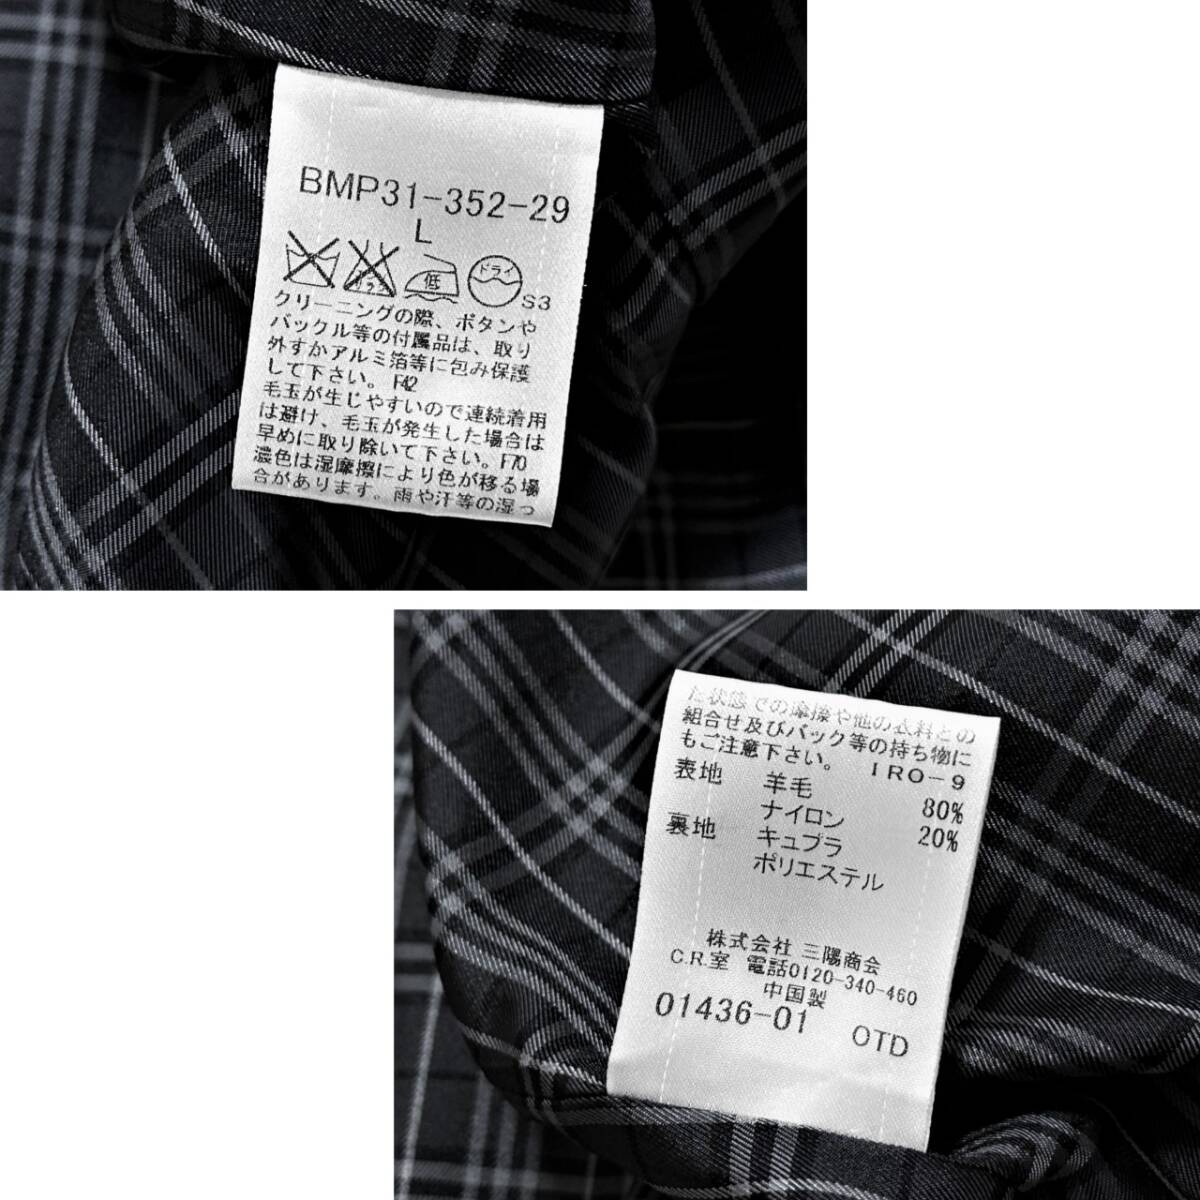 BMP31-352-29
L
低 ドライ
S3
クリーニングの際、ボタンや
バックル等の付属品は、取り
外すかアルミ箔等に包み保護
して下さい。F42
毛玉が生じやすいので連続着用
は避け、毛玉が発生した場合は
早めに取り除いて下さい。F70
濃色は湿摩擦により色が移る場
合があります。雨や汗等の湿っ
た状態での摩擦や他の衣料との
組合せ及びバック等の持ち物に
もご注意下さい。 IRO-9
表地 羊毛 80%
ナイロン 20%
裏地 キュプラ
ポリエステル
株式会社 三陽商会
C.R.室 電話0120-340-460
中国製
01436-01 OTD